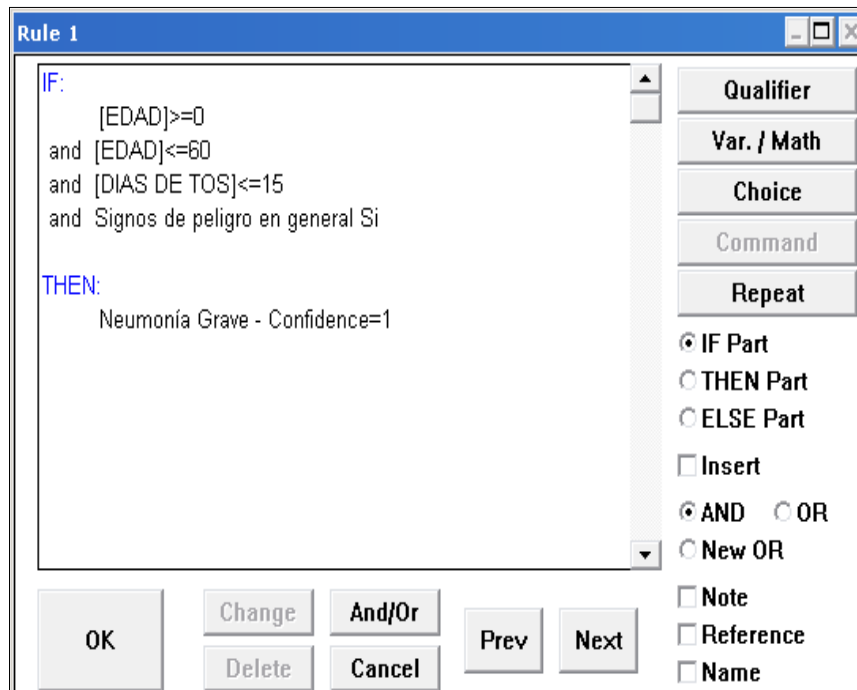 Rule 1
IF:
[EDAD]>=0
and [EDAD]<=60
and [DIAS DE TOS]<=15
and Signos de peligro en general Si
THEN:
Neumonía Grave - Confidence=1
Qualifier
Var. / Math
Choice
Command
Repeat
IF Part
THEN Part
ELSE Part
Insert
AND OR
New OR
Note
Reference
Name
OK
Change
And/Or
Delete
Cancel
Prev
Next